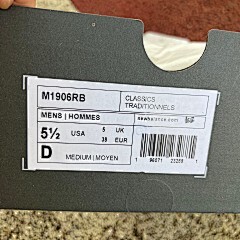 M1906RB
CLASSICS
TRADITIONNELS
MENS | HOMMES
newbalance.com
5½ USA 5 UK
38 EUR
D MEDIUM | MOYEN